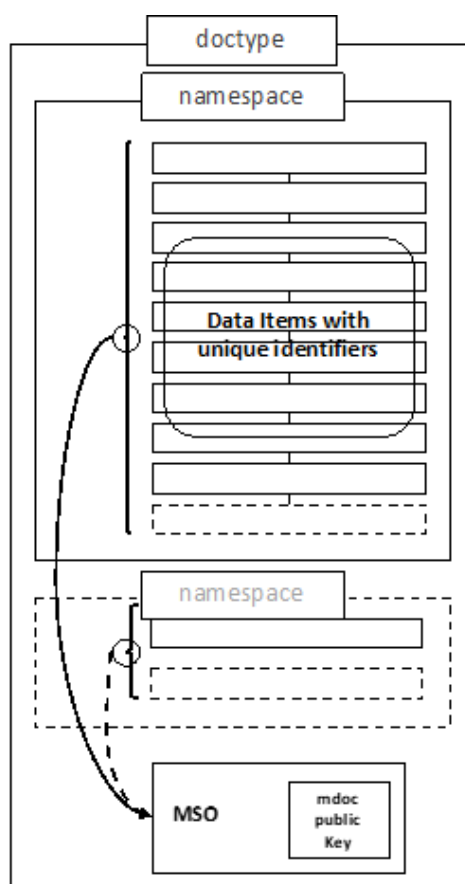 doctype
namespace
Data Items with
unique identifiers
namespace
MSO
mdoc
public
Key